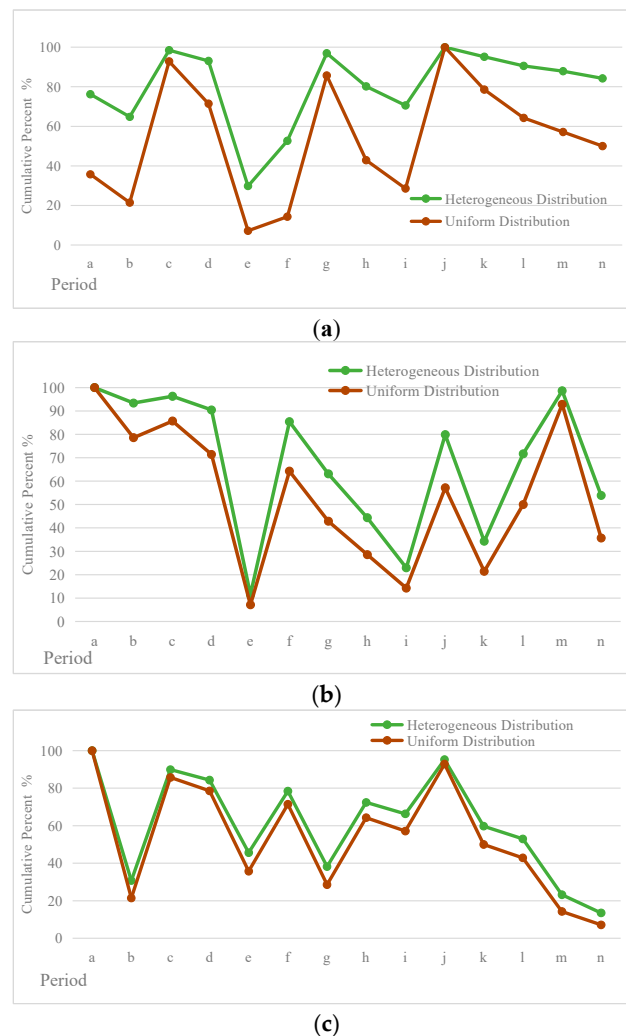 100
80
60
40
20
0
Cumulative Percent %
Heterogeneous Distribution
Uniform Distribution
a b c d e f g h i j k l m n
Period
(a)
Heterogeneous Distribution
Uniform Distribution
100
90
80
70
60
50
40
30
20
10
0
Cumulative Percent %
a b c d e f g h i j k l m n
Period
(b)
Heterogeneous Distribution
Uniform Distribution
100
80
60
40
20
0
Cumulative Percent %
a b c d e f g h i j k l m n
Period
(c)